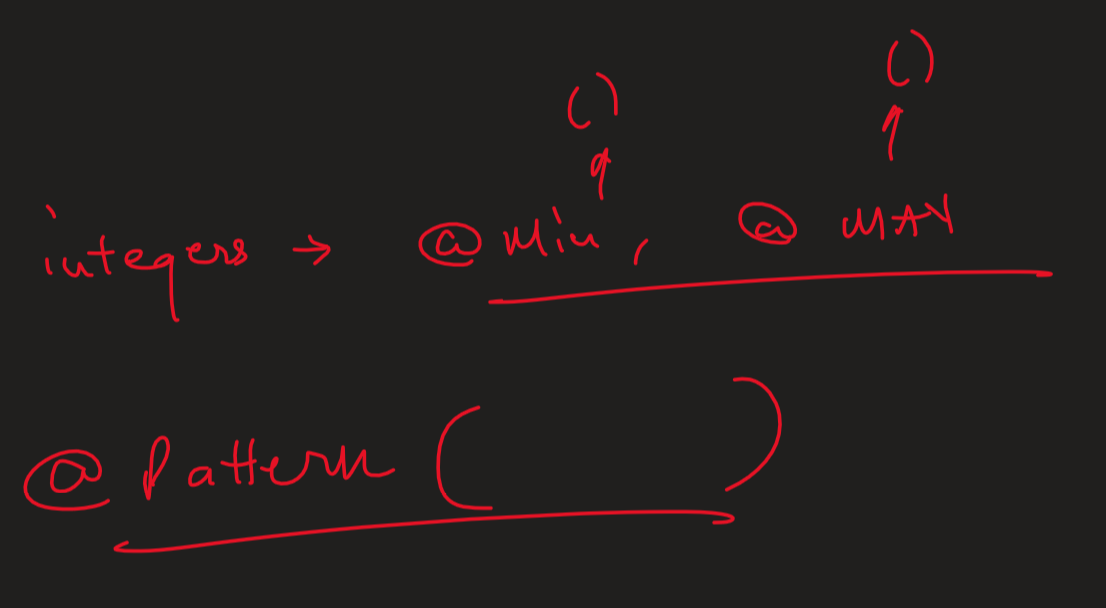 () ()
integers → @Min, @MAX
@Pattern ( )